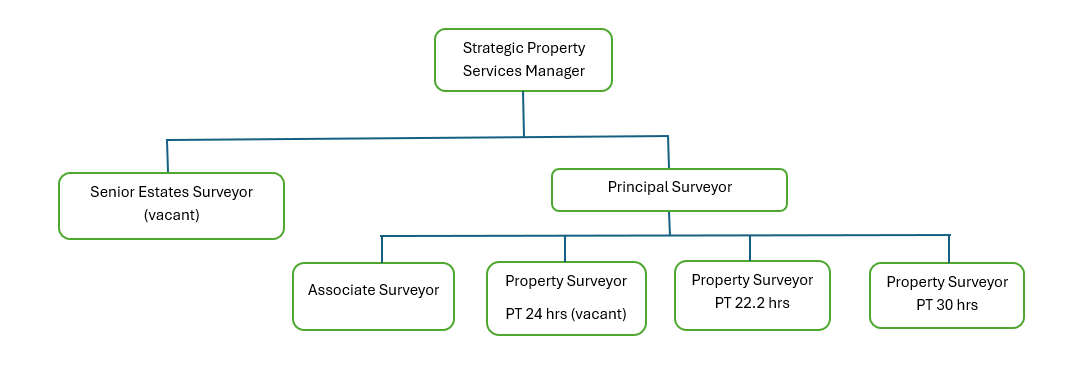 Strategic Property
Services Manager
Senior Estates Surveyor
(vacant)
Principal Surveyor
Associate Surveyor
Property Surveyor
PT 24 hrs (vacant)
Property Surveyor
PT 22.2 hrs
Property Surveyor
PT 30 hrs